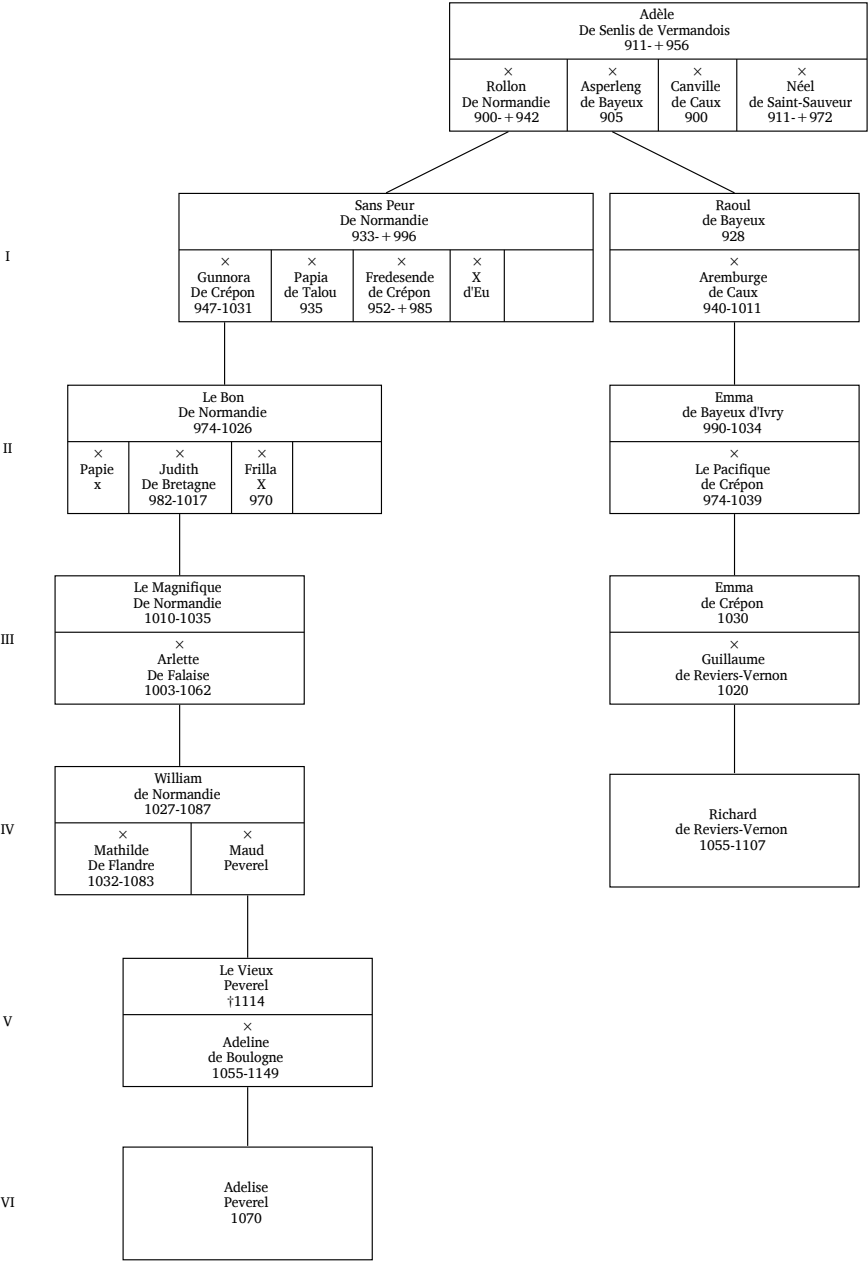 Adèle
De Senlis de Vermandois
911-+956
×
Rollon
De Normandie
900-+942
×
Asperleng
de Bayeux
905
×
Canville
de Caux
900
×
Néel
de Saint-Sauveur
911-+972
I
Sans Peur
De Normandie
933-+996
×
Gunnora
De Crépon
947-1031
×
Papia
de Talou
935
×
Fredesende
de Crépon
952-+985
×
X
d'Eu
Raoul
de Bayeux
928
×
Aremburge
de Caux
940-1011
II
Le Bon
De Normandie
974-1026
×
Papie
x
×
Judith
De Bretagne
982-1017
×
Frilla
X
970
Emma
de Bayeux d'Ivry
990-1034
×
Le Pacifique
de Crépon
974-1039
III
Le Magnifique
De Normandie
1010-1035
×
Arlette
De Falaise
1003-1062
Emma
de Crépon
1030
×
Guillaume
de Reviers-Vernon
1020
IV
William
de Normandie
1027-1087
×
Mathilde
De Flandre
1032-1083
×
Maud
Peverel
Richard
de Reviers-Vernon
1055-1107
V
Le Vieux
Peverel
†1114
×
Adeline
de Boulogne
1055-1149
VI
Adelise
Peverel
1070